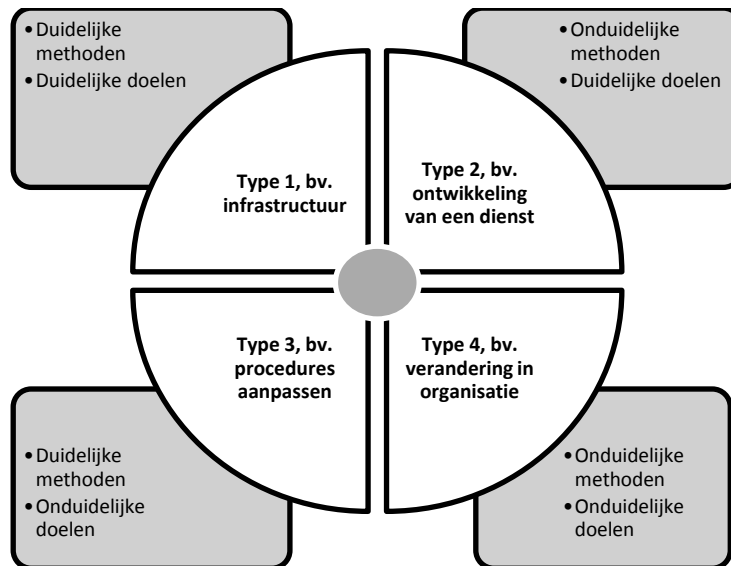 • Duidelijke
methoden
• Duidelijke doelen
• Onduidelijke
methoden
• Duidelijke doelen
Type 1, bv.
infrastructuur
Type 2, bv.
ontwikkeling
van een dienst
Type 3, bv.
procedures
aanpassen
Type 4, bv.
verandering in
organisatie
• Duidelijke
methoden
• Onduidelijke
doelen
• Onduidelijke
methoden
• Onduidelijke
doelen